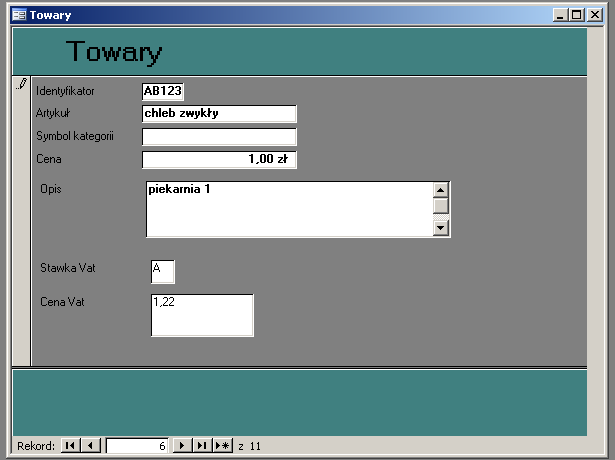 Towary
Towary
Identyfikator AB123
Artykuł chleb zwykły
Symbol kategorii
Cena 1,00 zł
Opis piekarnia 1
Stawka Vat A
Cena Vat 1,22
Rekord: 6 z 11